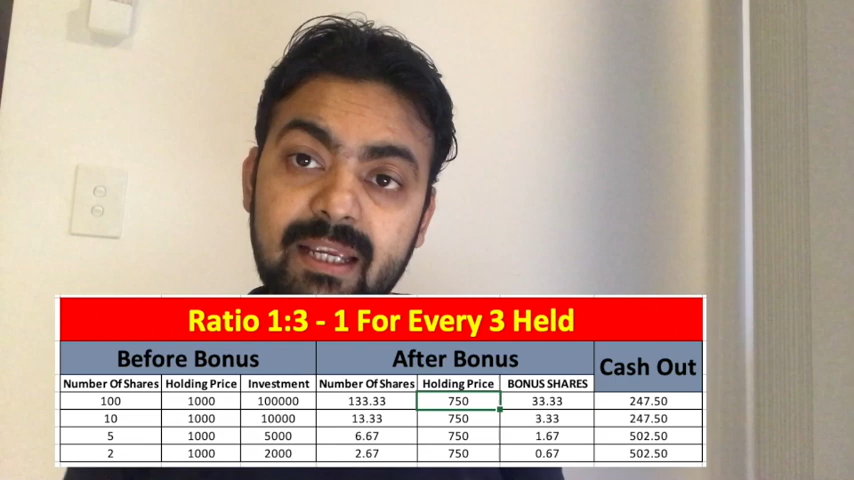 Ratio 1:3 - 1 For Every 3 Held
Before Bonus After Bonus Cash Out
Number Of Shares Holding Price Investment Number Of Shares Holding Price BONUS SHARES
100 1000 100000 133.33 750 33.33 247.50
10 1000 10000 13.33 750 3.33 247.50
5 1000 5000 6.67 750 1.67 502.50
2 1000 2000 2.67 750 0.67 502.50